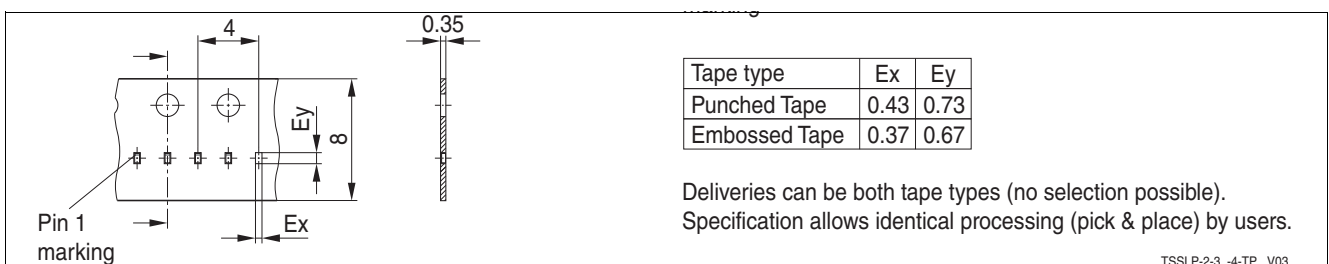 4
0.35
Ey
8
Ex
Pin 1
marking
Tape type Ex Ey
Punched Tape 0.43 0.73
Embossed Tape 0.37 0.67
Deliveries can be both tape types (no selection possible).
Specification allows identical processing (pick & place) by users.